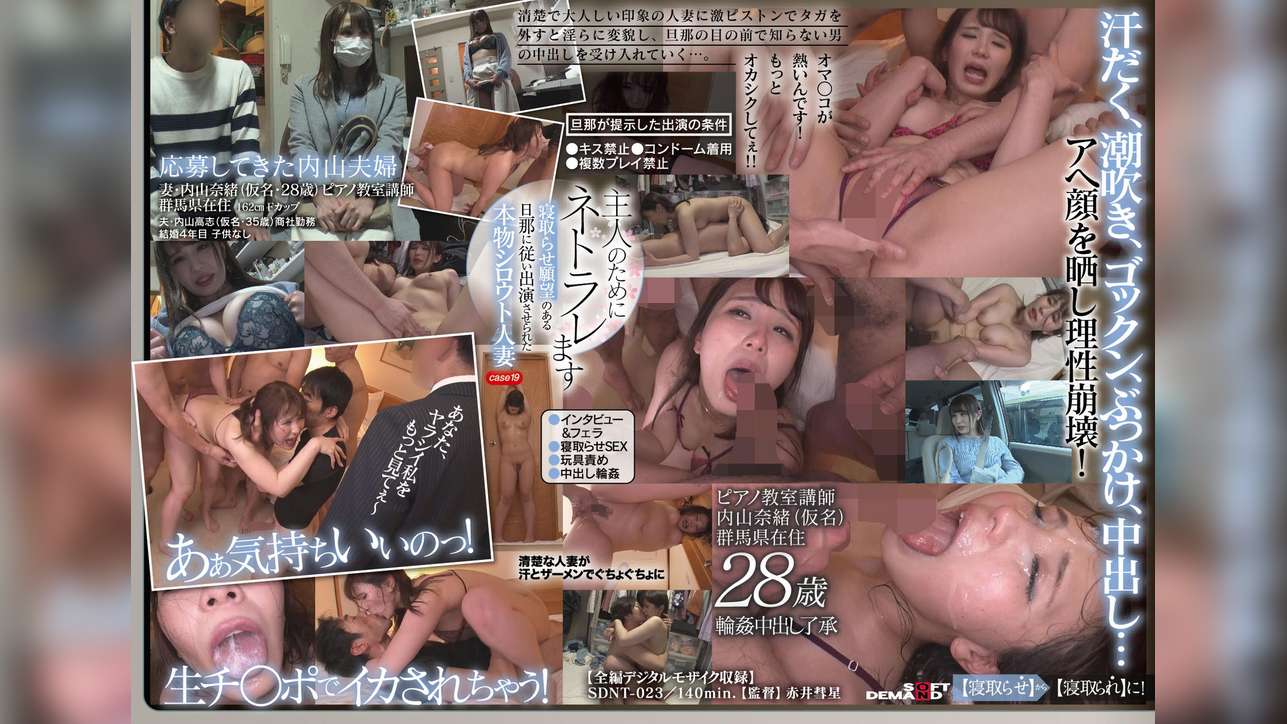 清楚で大人しい印象の人妻に激ピストンでタガを
外すと淫らに変貌し、旦那の目の前で知らない男
の中出しを受け入れていく…。
旦那が提示した出演の条件
●キス禁止●コンドーム着用
●複数プレイ禁止
オマ〇コが
熱いんです!
もっと
オカシクしてぇ!!
汗だく、潮吹き、ゴックン、ぶっかけ、中出し…
アヘ顔を晒し理性崩壊!
応募してきた内山夫婦
妻・内山奈緒(仮名・28歳)ピアノ教室講師
群馬県在住 162㎝ Fカップ
夫・内山高志(仮名・35歳)商社勤務
結婚4年目 子供なし
主人のために
ネトラレます
寝取らせ願望のある
旦那に従い出演させられた
本物シロウト人妻
case19
●インタビュー
&フェラ
●寝取らせSEX
●玩具責め
●中出し輪姦
あなた、
ヤラシイ私を
もっと見てぇ~
あぁ気持ちいいのっ!
清楚な人妻が
汗とザーメンでぐちょぐちょに
ピアノ教室講師
内山奈緒(仮名)
群馬県在住
28歳
輪姦中出し了承
生チ〇ポでイカされちゃう!
【全編デジタルモザイク収録】
SDNT-023/140min.【監督】赤井彗星
SOFT ON DEMAND
【寝取らせ】から【寝取られ】に!